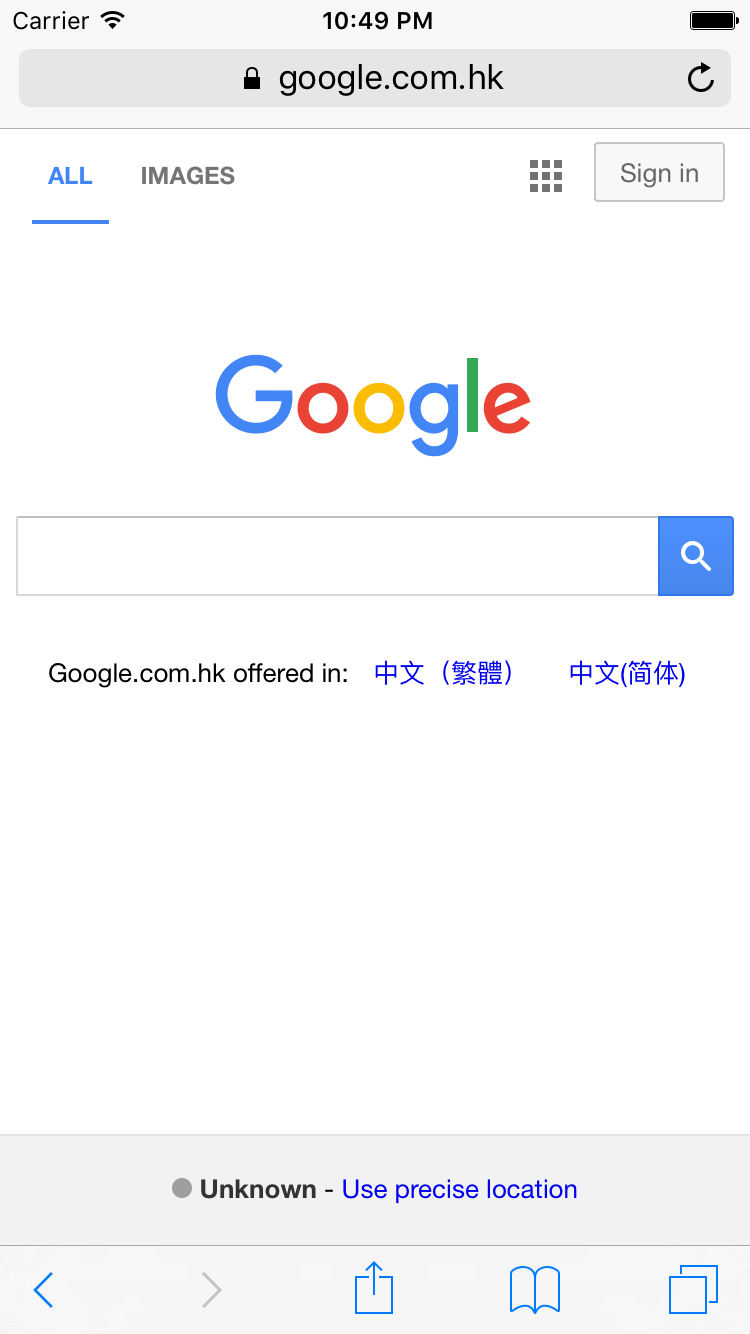 Carrier 10:49 PM
google.com.hk
ALL IMAGES Sign in
Google
Google.com.hk offered in: 中文（繁體） 中文(简体)
Unknown - Use precise location